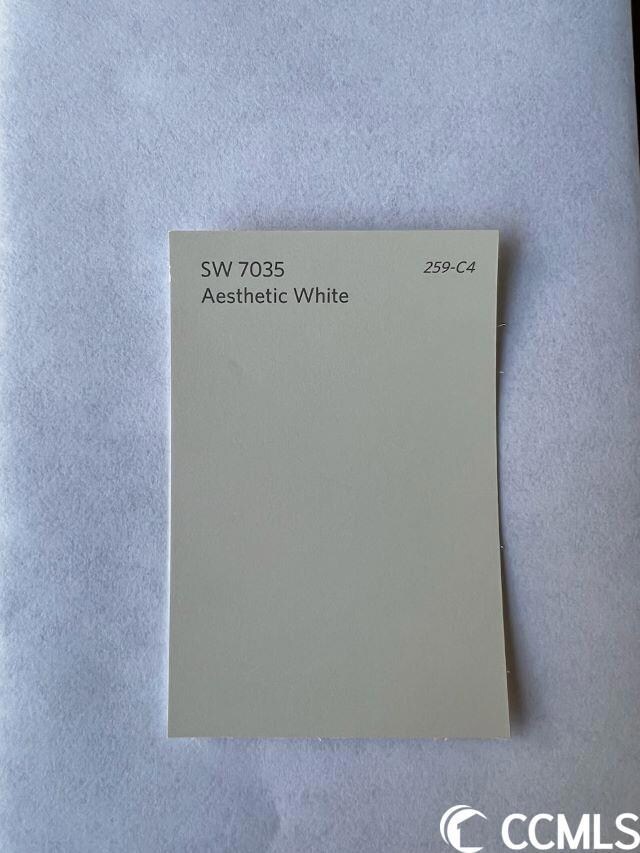 SW 7035 259-C4
Aesthetic White
CCMLS